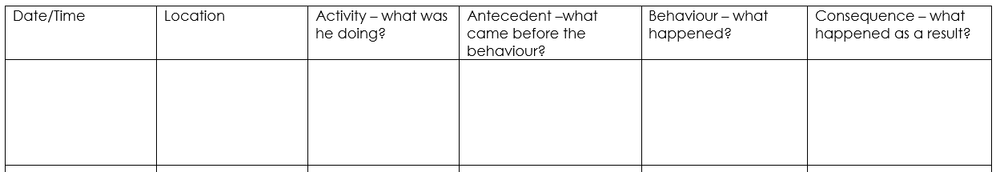 Date/Time
Location
Activity – what was
he doing?
Antecedent –what
came before the
behaviour?
Behaviour – what
happened?
Consequence – what
happened as a result?